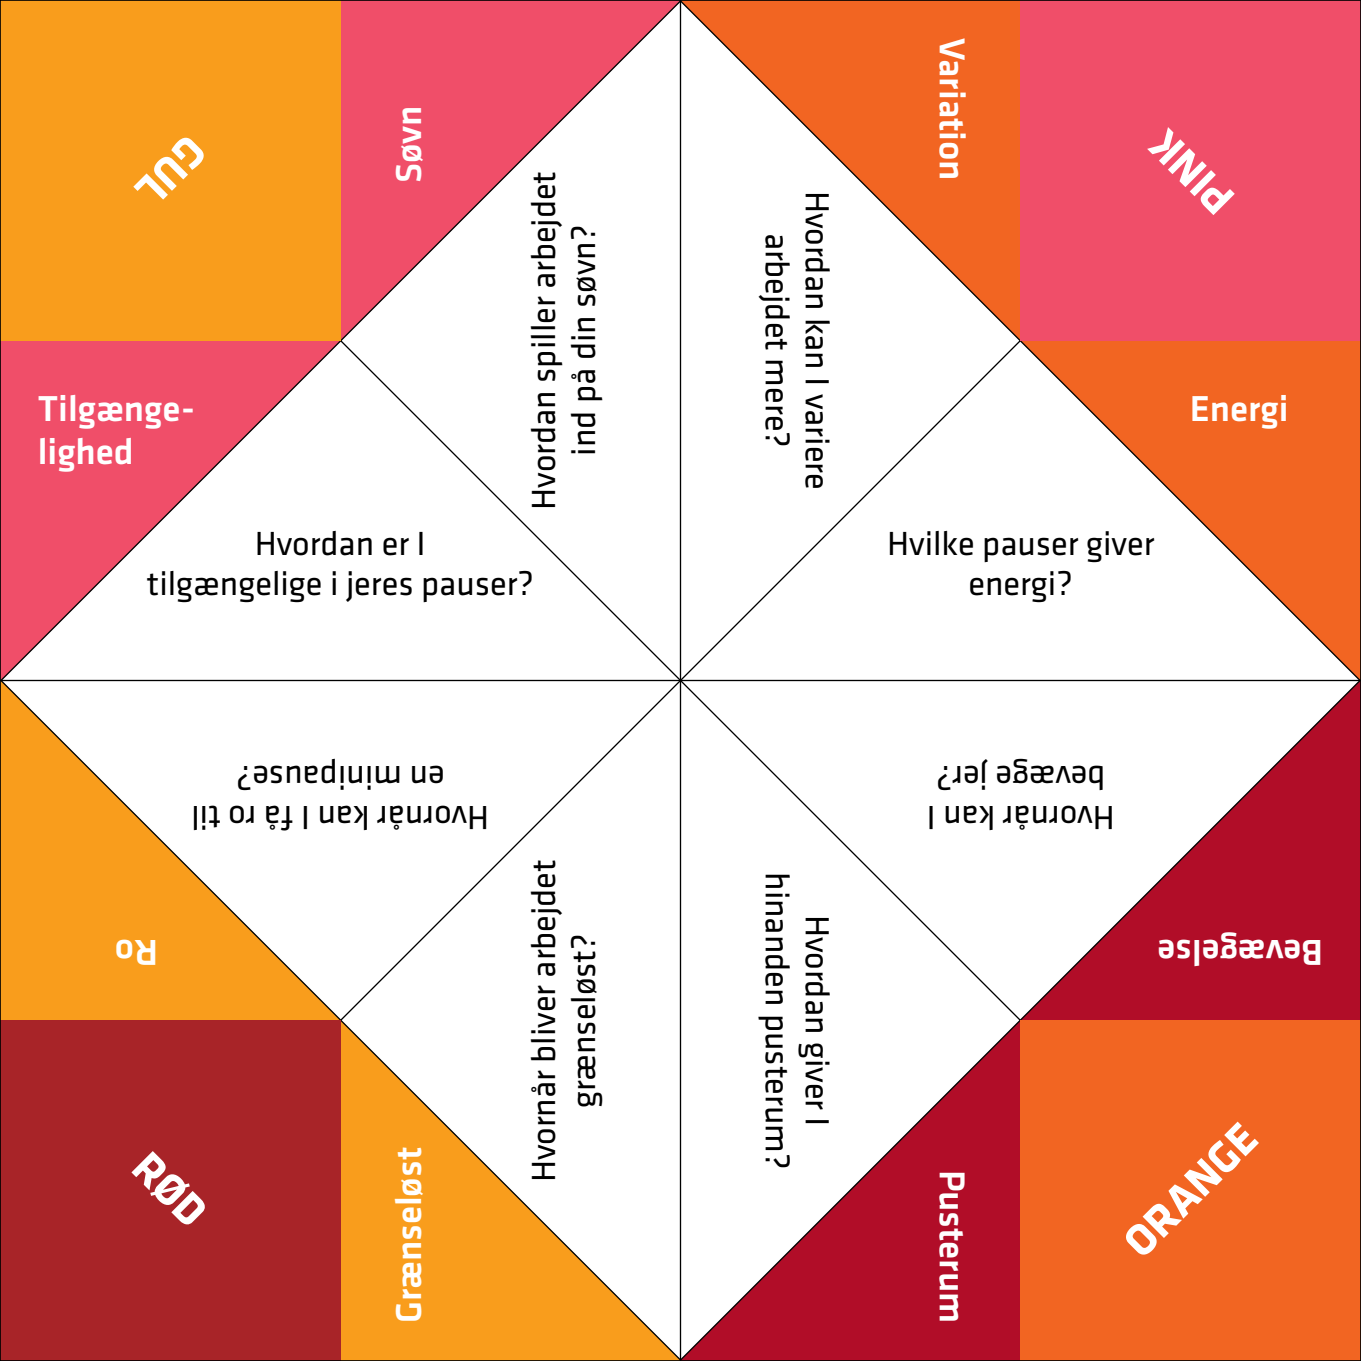 GUL
Søvn
Variation
PINK
Tilgænge-
lighed
Energi
Hvordan spiller arbejdet
ind på din søvn?
Hvordan kan I variere
arbejdet mere?
Hvordan er I
tilgængelige i jeres pauser?
Hvilke pauser giver
energi?
Hvornår kan I få ro til
en minipause?
Hvornår kan I
bevæge jer?
Hvornår bliver arbejdet
grænseløst?
Hvordan giver I
hinanden pusterum?
Ro
Bevægelse
RØD
Grænseløst
Pusterum
ORANGE